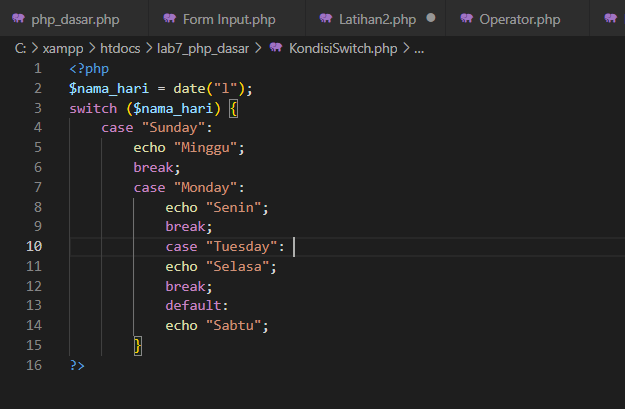 php_dasar.php Form Input.php Latihan2.php Operator.php
C: > xampp > htdocs > lab7_php_dasar > KondisiSwitch.php > ...
1 <?php
2 $nama_hari = date("l");
3 switch ($nama_hari) {
4 case "Sunday":
5 echo "Minggu";
6 break;
7 case "Monday":
8 echo "Senin";
9 break;
10 case "Tuesday":
11 echo "Selasa";
12 break;
13 default:
14 echo "Sabtu";
15 }
16 ?>